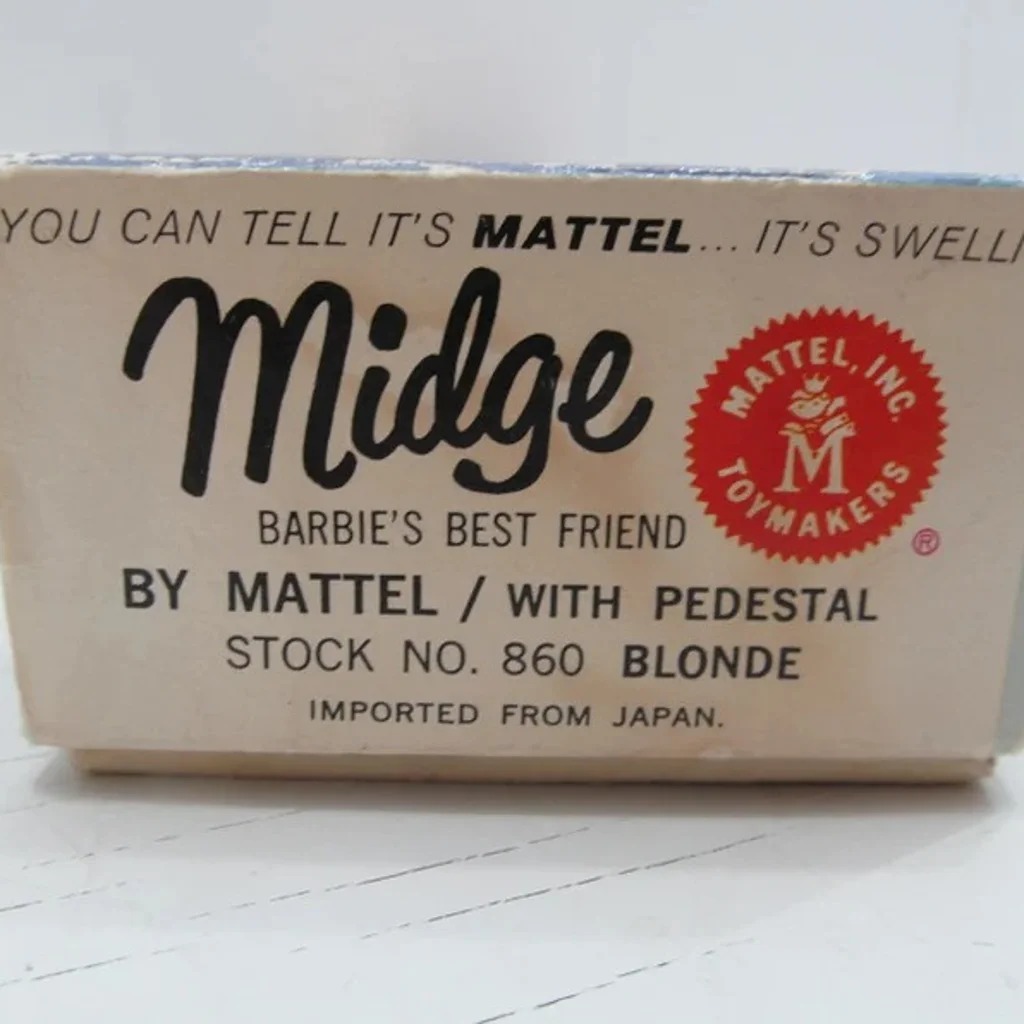 YOU CAN TELL IT'S MATTEL... IT'S SWELL
Midge
BARBIE'S BEST FRIEND
BY MATTEL / WITH PEDESTAL
STOCK NO. 860 BLONDE
IMPORTED FROM JAPAN.
MATTEL, INC.
M
TOYMAKERS
®